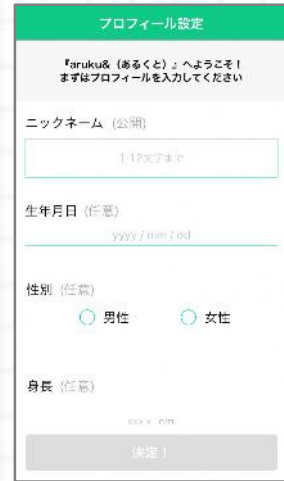 プロフィール設定
『aruku&（あるくと）』へようこそ！
まずはプロフィールを入力してください
ニックネーム (公開)
1-12文字まで
生年月日 (任意)
yyyy / mm / dd
性別 (任意)
男性 女性
身長 (任意)
決定！